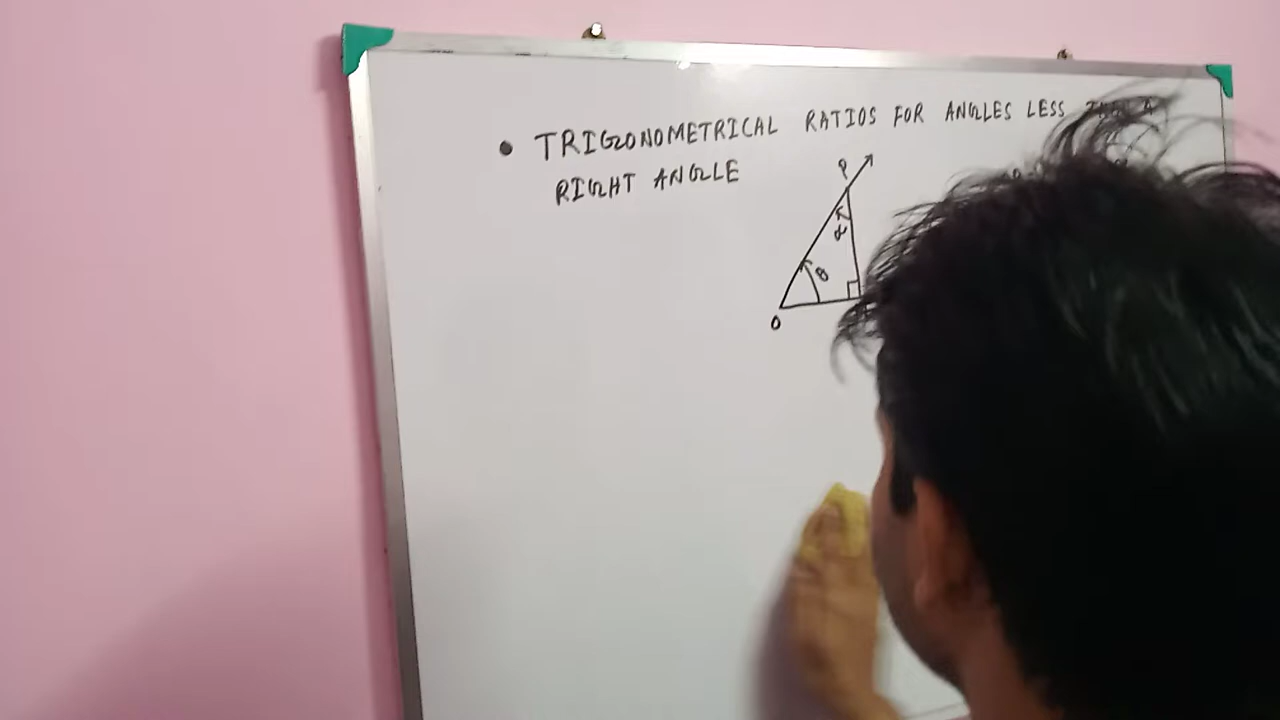 • TRIGONOMETRICAL RATIOS FOR ANGLES LESS
RIGHT ANGLE
P
α
θ
O